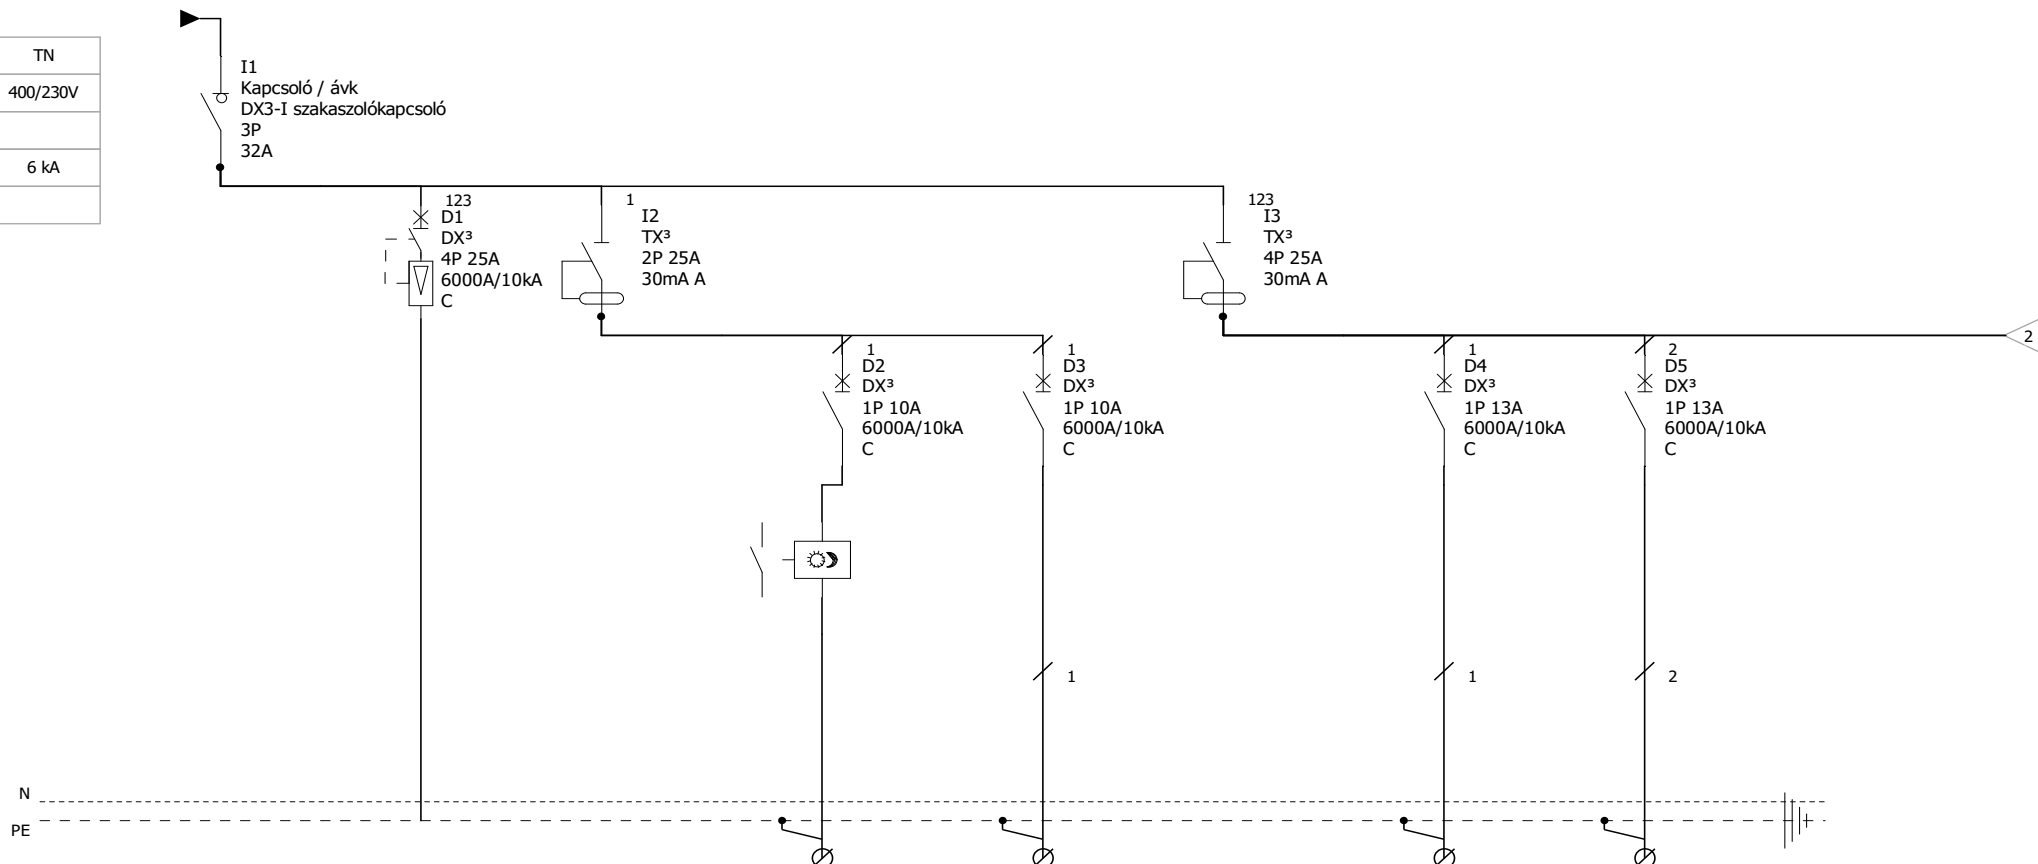 TN
400/230V
6 kA
I1
Kapcsoló / ávk
DX3-I szakaszolókapcsoló
3P
32A
123
D1
DX³
4P 25A
6000A/10kA
C
1
I2
TX³
2P 25A
30mA A
123
I3
TX³
4P 25A
30mA A
2
1
D2
DX³
1P 10A
6000A/10kA
C
1
D3
DX³
1P 10A
6000A/10kA
C
1
D4
DX³
1P 13A
6000A/10kA
C
2
D5
DX³
1P 13A
6000A/10kA
C
1
1
2
N
PE